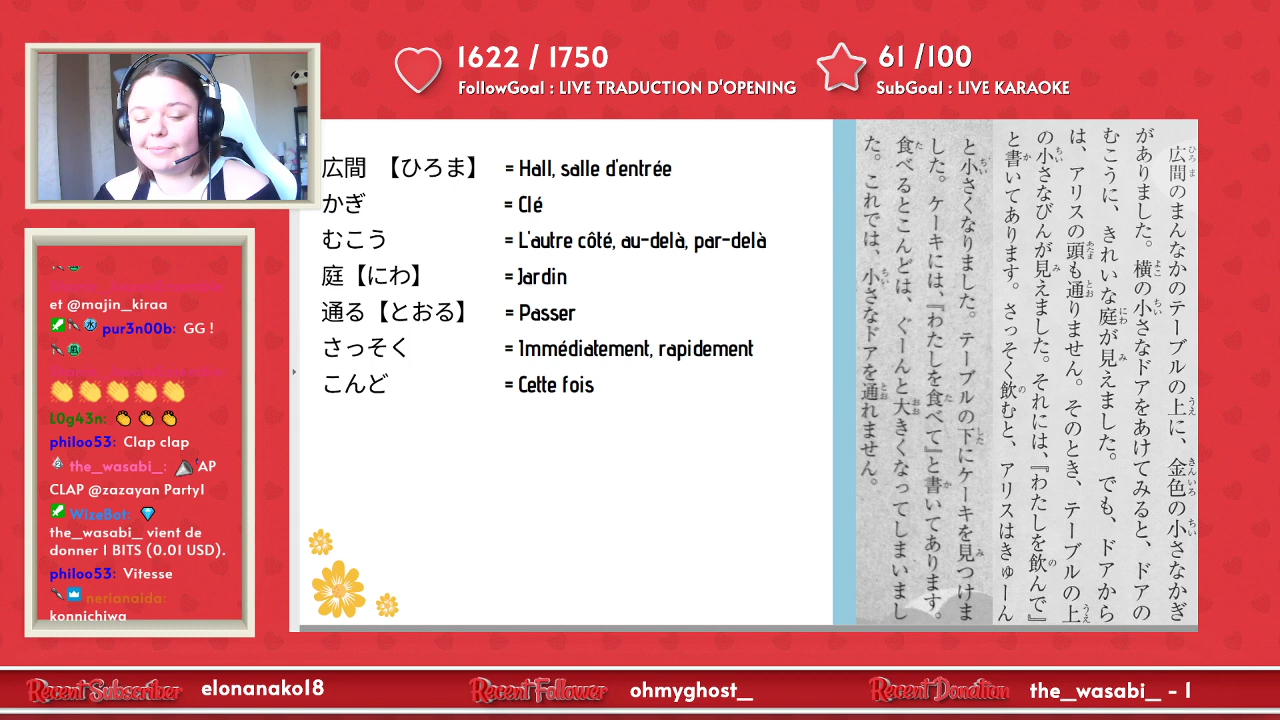 1622 / 1750
FollowGoal : LIVE TRADUCTION D'OPENING
61 /100
SubGoal : LIVE KARAOKE
広間 【ひろま】 = Hall, salle d'entrée
かぎ = Clé
むこう = L'autre côté, au-delà, par-delà
庭【にわ】 = Jardin
通る【とおる】 = Passer
さっそく = Immédiatement, rapidement
こんど = Cette fois
広間のまんなかのテーブルの上に、金色の小さなかぎ
がありました。横の小さなドアをあけてみると、ドアの
むこうに、きれいな庭が見えました。でも、ドアから
は、アリスの頭も通りません。そのとき、テーブルの上
の小さなびんが見えました。それには、『わたしを飲んで』
と書いてあります。さっそく飲むと、アリスはきゅーん
と小さくなりました。テーブルの下にケーキを見つけま
した。ケーキには、『わたしを食べて』と書いてあります。
食べるとこんどは、ぐーんと大きくなってしまいまし
た。これでは、小さなドアを通れません。
et @majin_kiraa
pur3n00b: GG !
L0g43n:
philoo53: Clap clap
the_wasabi_: AP
CLAP @zazayan Party1
WizeBot:
the_wasabi_ vient de
donner 1 BITS (0.01 USD).
philoo53: Vitesse
nerianaida:
konnichiwa
Recent Subscriber elonanako18
Recent Follower ohmyghost_
Recent Donation the_wasabi_ - 1